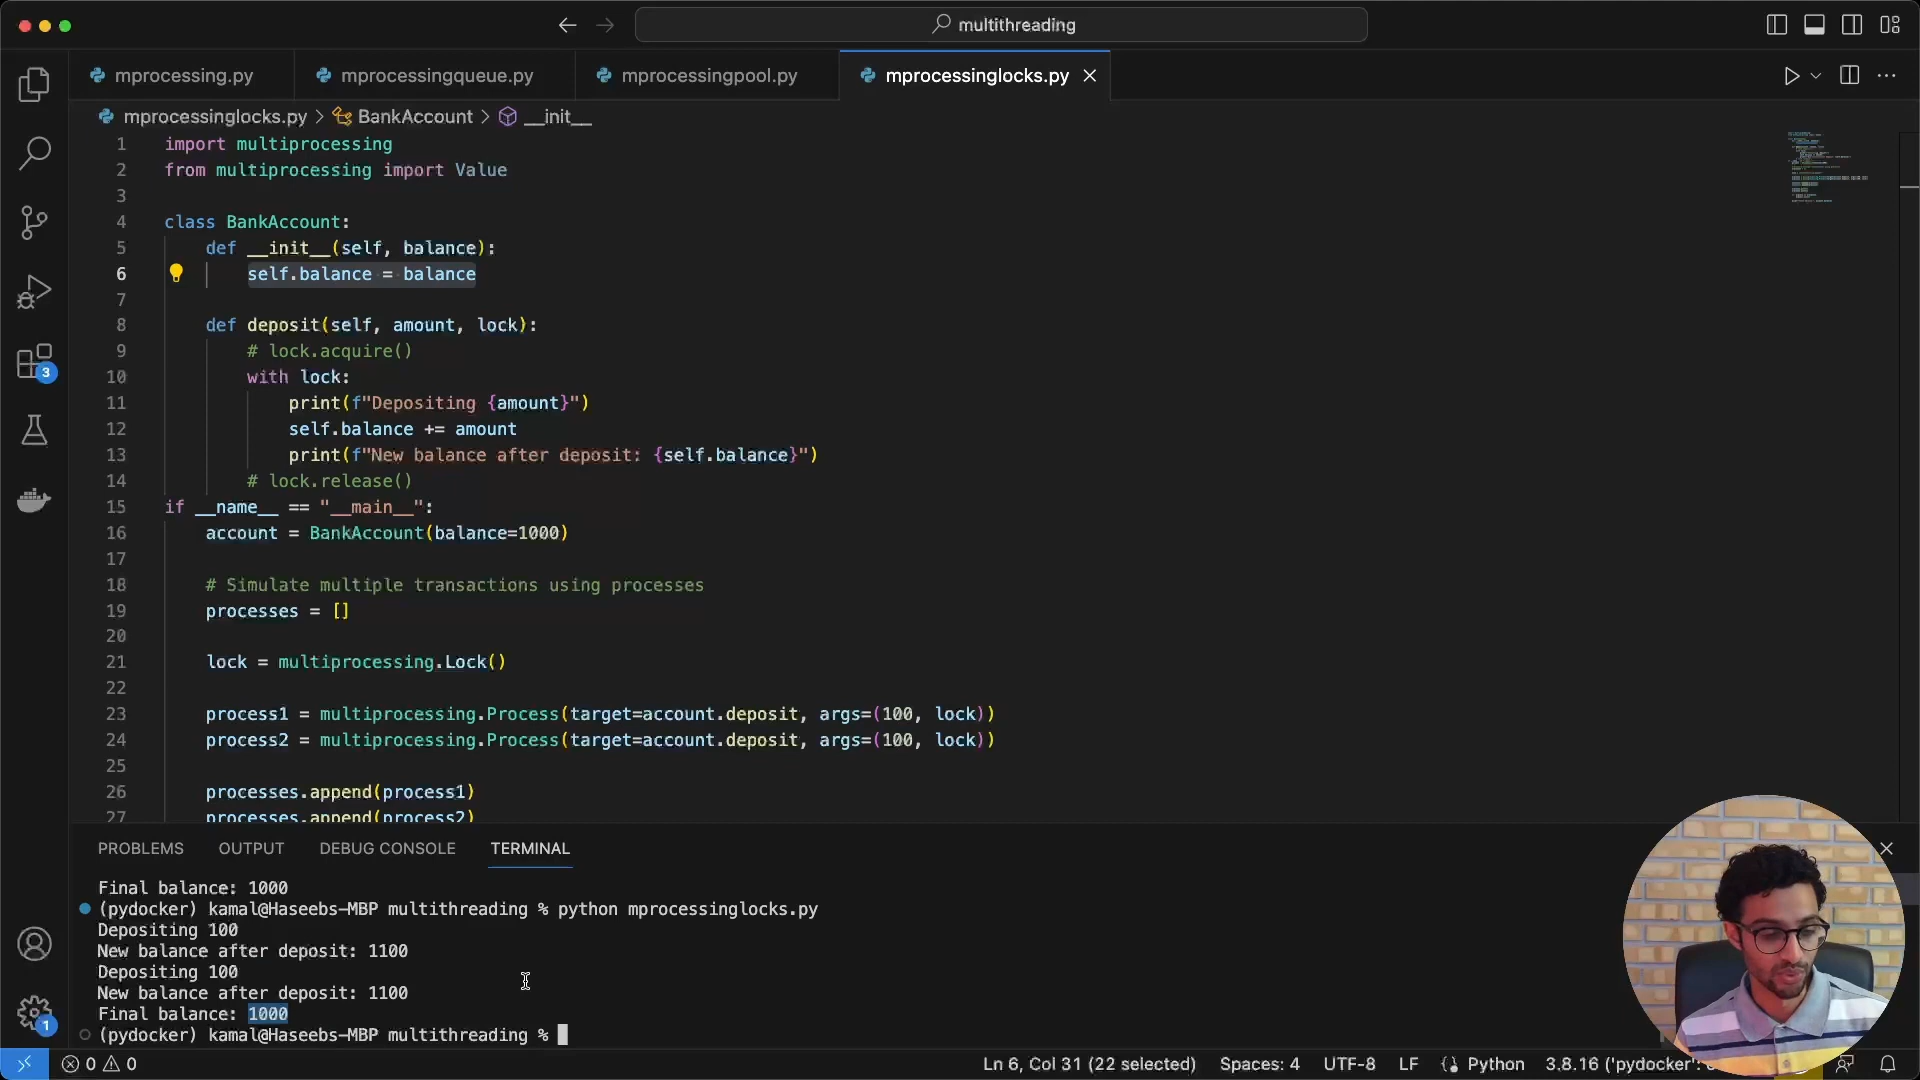 multithreading
mprocessing.py
mprocessingqueue.py
mprocessingpool.py
mprocessinglocks.py
mprocessinglocks.py > BankAccount > __init__
1 import multiprocessing
2 from multiprocessing import Value
3
4 class BankAccount:
5 def __init__(self, balance):
6 self.balance = balance
7
8 def deposit(self, amount, lock):
9 # lock.acquire()
10 with lock:
11 print(f"Depositing {amount}")
12 self.balance += amount
13 print(f"New balance after deposit: {self.balance}")
14 # lock.release()
15 if __name__ == "__main__":
16 account = BankAccount(balance=1000)
17
18 # Simulate multiple transactions using processes
19 processes = []
20
21 lock = multiprocessing.Lock()
22
23 process1 = multiprocessing.Process(target=account.deposit, args=(100, lock))
24 process2 = multiprocessing.Process(target=account.deposit, args=(100, lock))
25
26 processes.append(process1)
27 processes.append(process2)
3
1
PROBLEMS OUTPUT DEBUG CONSOLE TERMINAL
Final balance: 1000
(pydocker) kamal@Haseebs-MBP multithreading % python mprocessinglocks.py
Depositing 100
New balance after deposit: 1100
Depositing 100
New balance after deposit: 1100
Final balance: 1000
(pydocker) kamal@Haseebs-MBP multithreading %
0 0 Ln 6, Col 31 (22 selected) Spaces: 4 UTF-8 LF Python 3.8.16 ('pydocker':